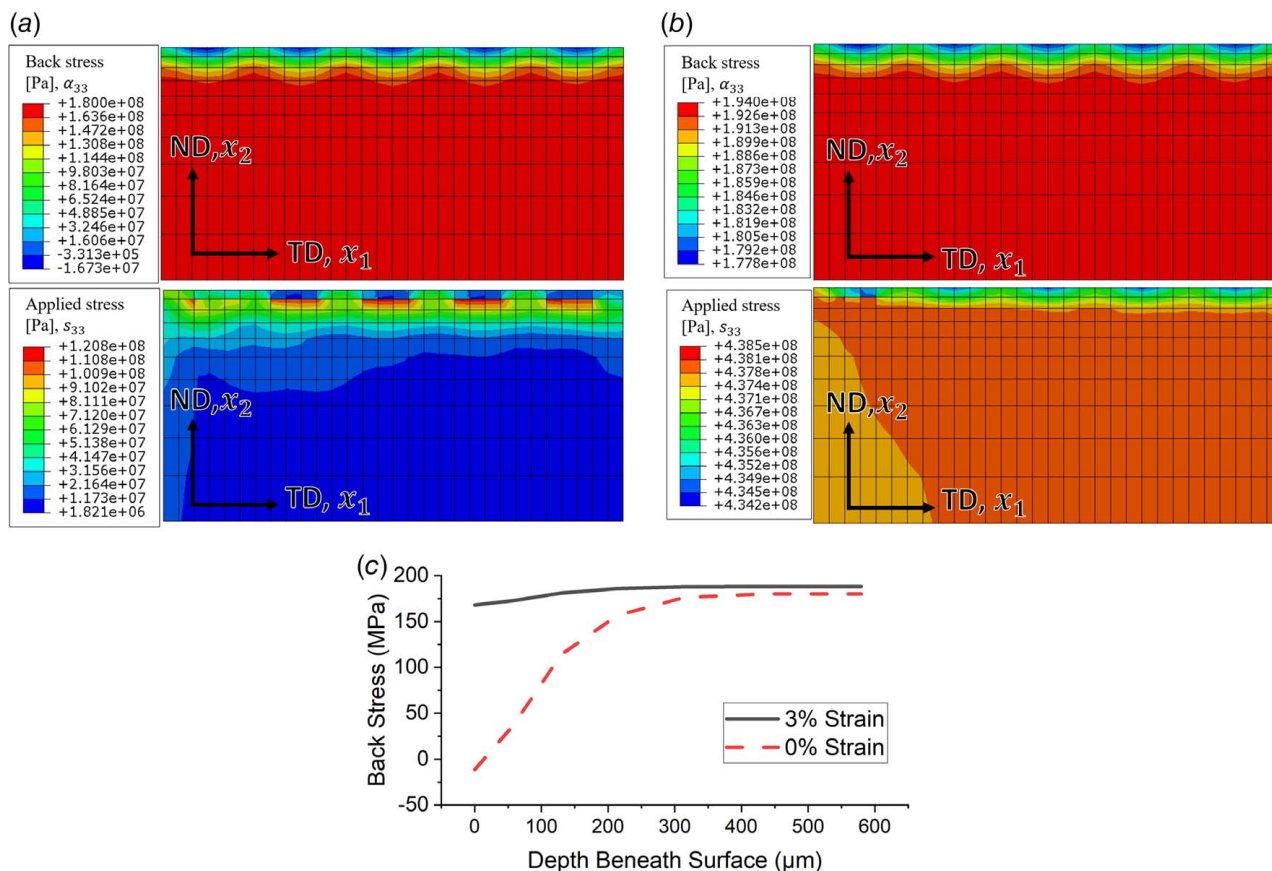 (a)
Back stress
[Pa], α33
+1.800e+08
+1.636e+08
+1.472e+08
+1.308e+08
+1.144e+08
+9.803e+07
+8.164e+07
+6.524e+07
+4.885e+07
+3.246e+07
+1.606e+07
-3.313e+05
-1.673e+07
ND, x2
TD, x1
Applied stress
[Pa], s33
+1.208e+08
+1.108e+08
+1.009e+08
+9.102e+07
+8.111e+07
+7.120e+07
+6.129e+07
+5.138e+07
+4.147e+07
+3.156e+07
+2.164e+07
+1.173e+07
+1.821e+06
ND, x2
TD, x1
(b)
Back stress
[Pa], α33
+1.940e+08
+1.926e+08
+1.913e+08
+1.899e+08
+1.886e+08
+1.873e+08
+1.859e+08
+1.846e+08
+1.832e+08
+1.819e+08
+1.805e+08
+1.792e+08
+1.778e+08
ND, x2
TD, x1
Applied stress
[Pa], s33
+4.385e+08
+4.381e+08
+4.378e+08
+4.374e+08
+4.371e+08
+4.367e+08
+4.363e+08
+4.360e+08
+4.356e+08
+4.352e+08
+4.349e+08
+4.345e+08
+4.342e+08
ND, x2
TD, x1
(c)
Back Stress (MPa)
200
150
100
50
0
-50
3% Strain
0% Strain
0 100 200 300 400 500 600
Depth Beneath Surface (µm)